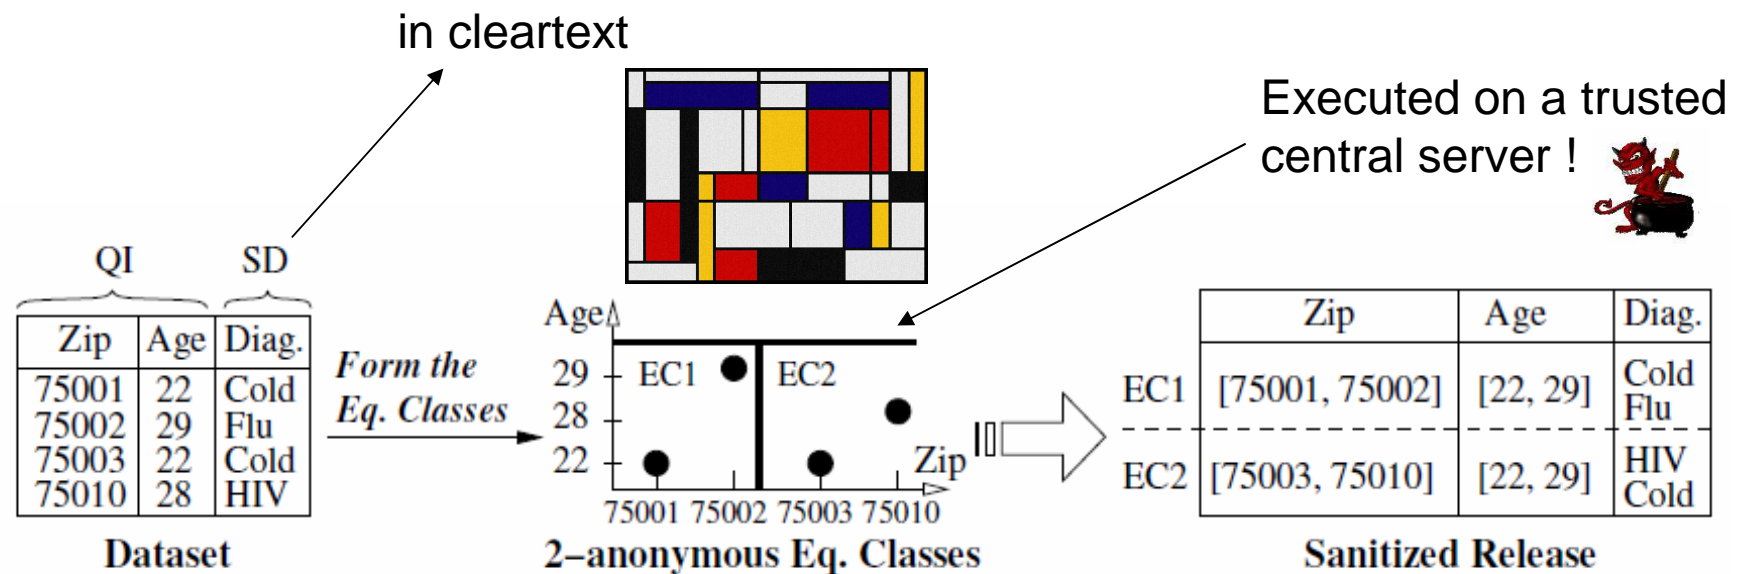 in cleartext
Executed on a trusted
central server !
QI SD
Zip Age Diag.
75001 22 Cold
75002 29 Flu
75003 22 Cold
75010 28 HIV
Dataset
Form the
Eq. Classes
Age
29
28
22
EC1 EC2
Zip
75001 75002 75003 75010
2-anonymous Eq. Classes
Zip Age Diag.
EC1 [75001, 75002] [22, 29] Cold
Flu
EC2 [75003, 75010] [22, 29] HIV
Cold
Sanitized Release